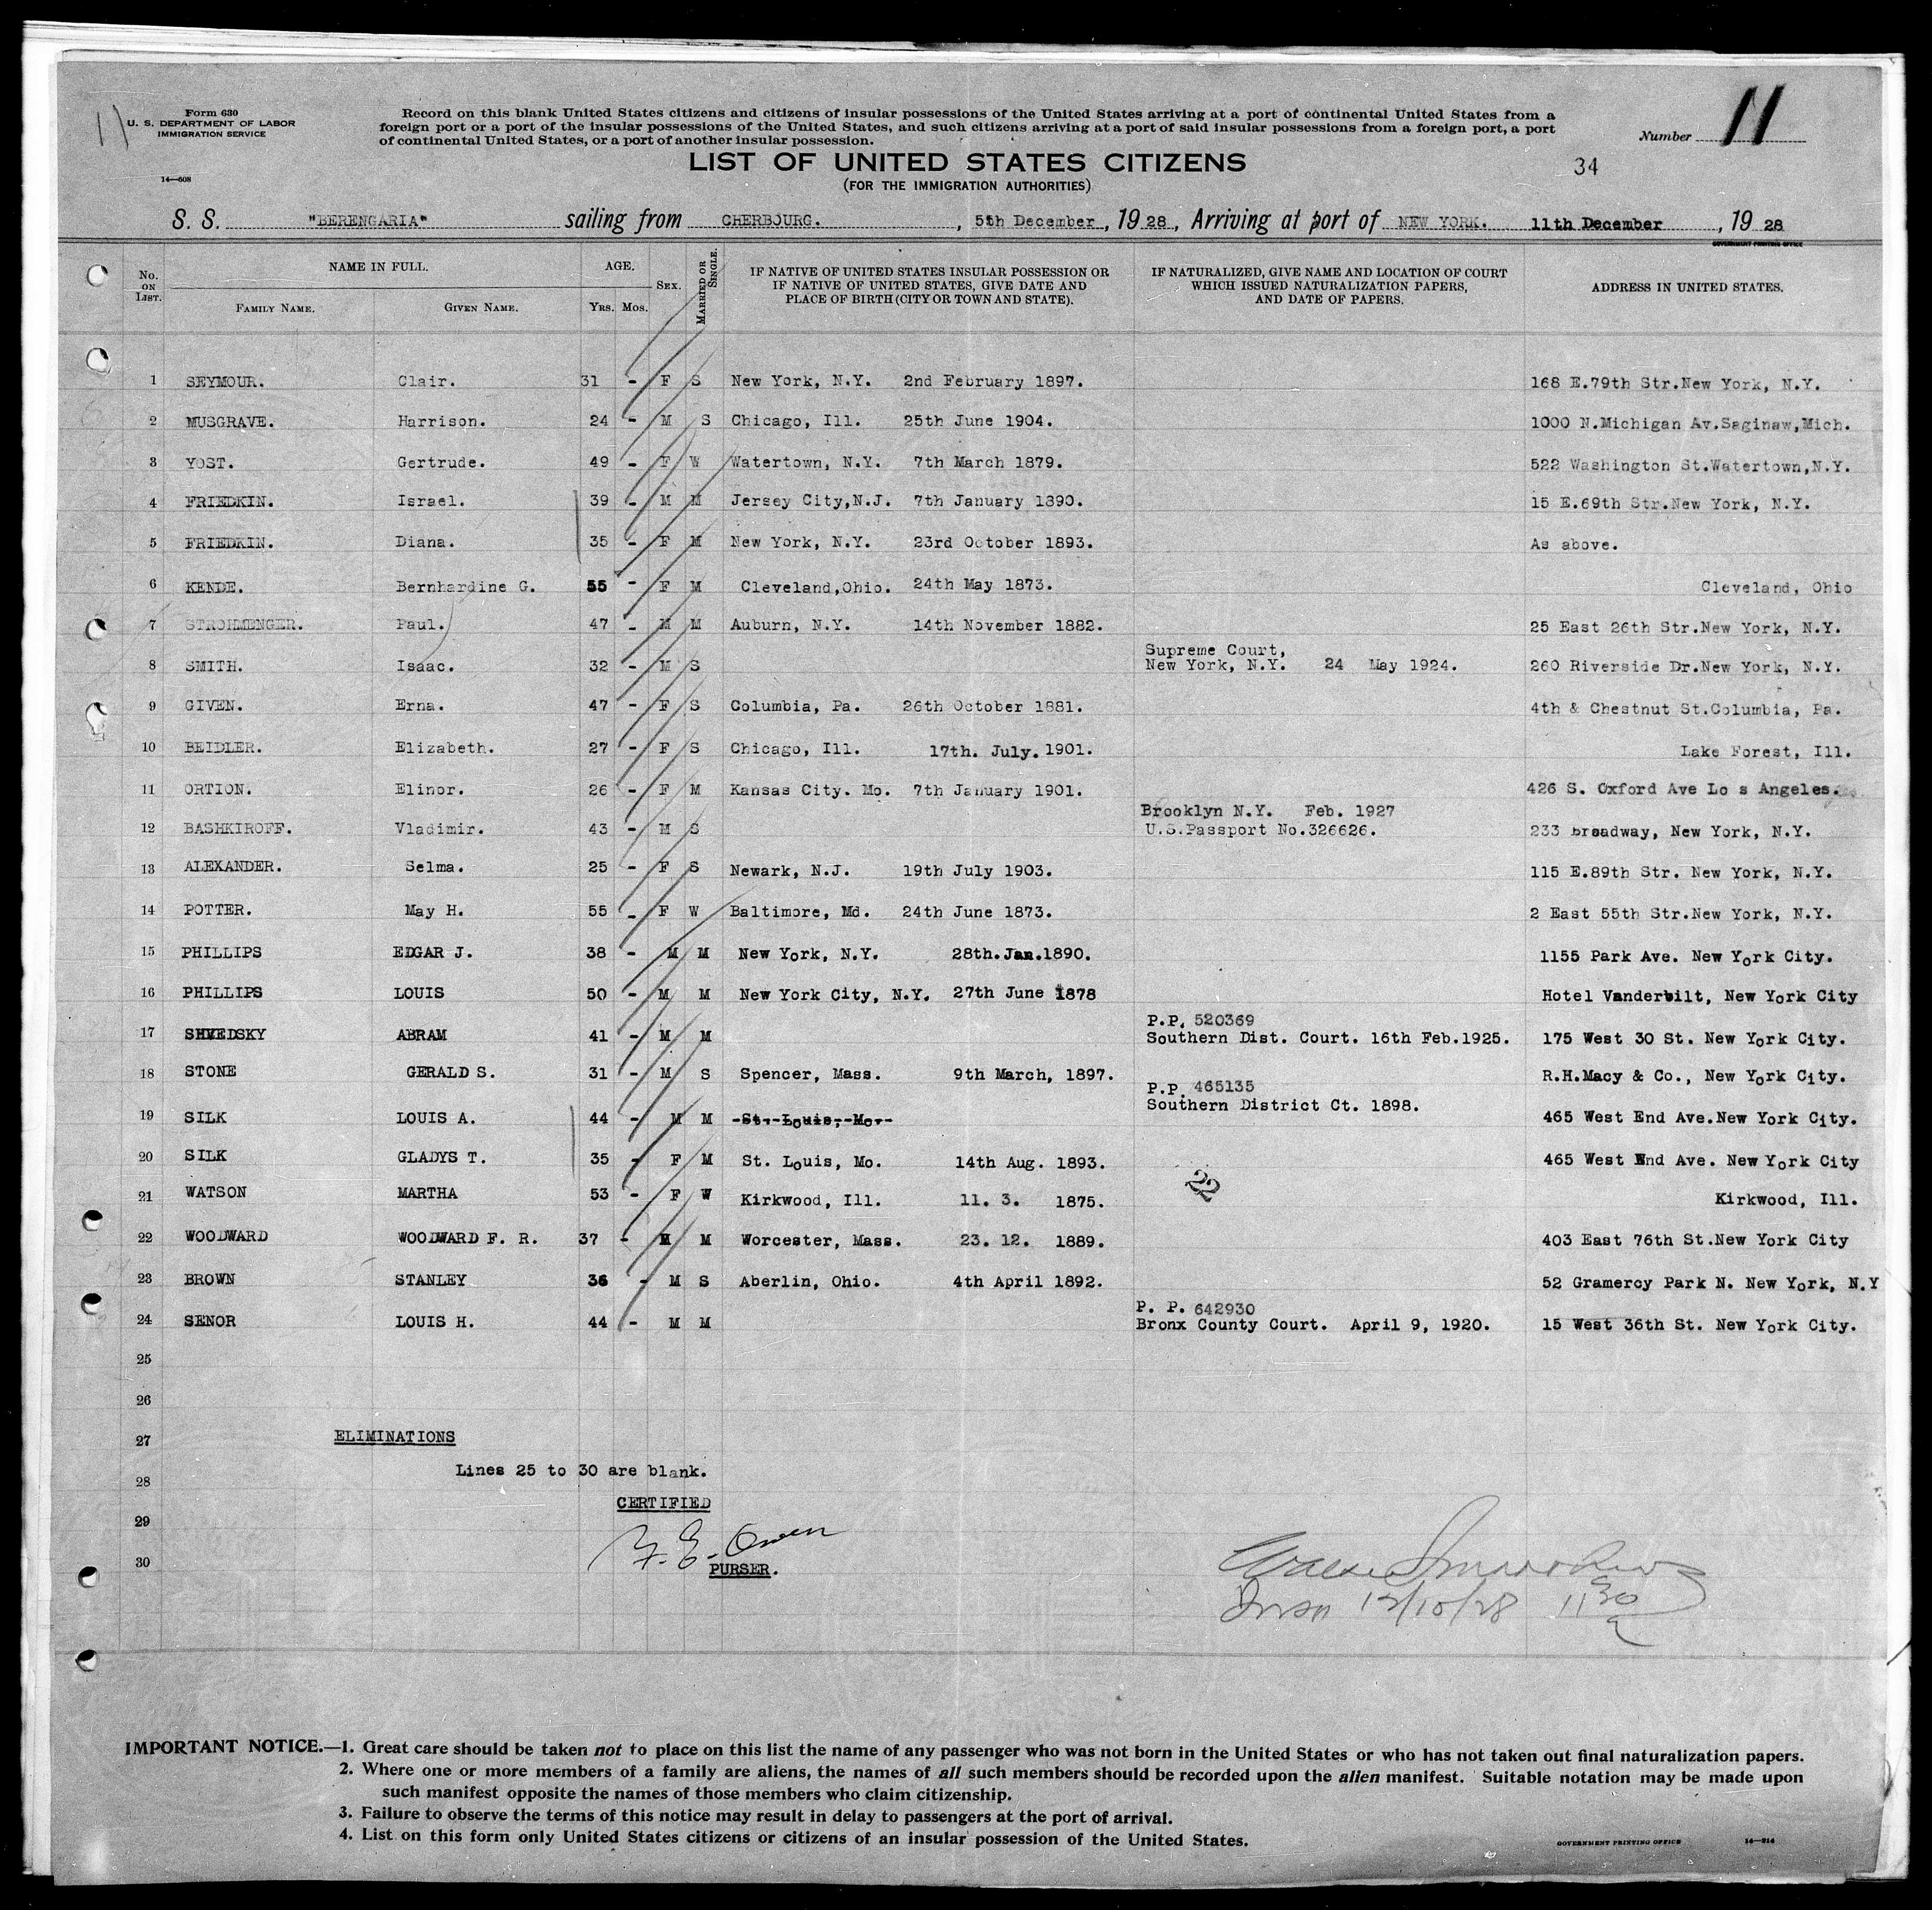 Form 630
U. S. DEPARTMENT OF LABOR
IMMIGRATION SERVICE
14—608
Record on this blank United States citizens and citizens of insular possessions of the United States arriving at a port of continental United States from a
foreign port or a port of the insular possessions of the United States, and such citizens arriving at a port of said insular possessions from a foreign port, a port
of continental United States, or a port of another insular possession.
Number 11
LIST OF UNITED STATES CITIZENS
(FOR THE IMMIGRATION AUTHORITIES)
34
S. S. "BERENGARIA" sailing from CHERBOURG. , 5th December , 19 28 , Arriving at port of NEW YORK. 11th December , 19 28
GOVERNMENT PRINTING OFFICE
No. ON LIST. NAME IN FULL. FAMILY NAME. GIVEN NAME. AGE. YRS. MOS. SEX. MARRIED OR SINGLE. IF NATIVE OF UNITED STATES INSULAR POSSESSION OR IF NATIVE OF UNITED STATES, GIVE DATE AND PLACE OF BIRTH (CITY OR TOWN AND STATE). IF NATURALIZED, GIVE NAME AND LOCATION OF COURT WHICH ISSUED NATURALIZATION PAPERS, AND DATE OF PAPERS. ADDRESS IN UNITED STATES.
1 SEYMOUR. Clair. 31 - F S New York, N.Y. 2nd February 1897. 168 E.79th Str.New York, N.Y.
2 MUSGRAVE. Harrison. 24 - M S Chicago, Ill. 25th June 1904. 1000 N.Michigan Av.Saginaw,Mich.
3 YOST. Gertrude. 49 - F W Watertown, N.Y. 7th March 1879. 522 Washington St.Watertown,N.Y.
4 FRIEDKIN. Israel. 39 - M M Jersey City,N.J. 7th January 1890. 15 E.69th Str.New York, N.Y.
5 FRIEDKIN. Diana. 35 - F M New York, N.Y. 23rd October 1893. As above.
6 KENDE. Bernhardine G. 55 - F M Cleveland,Ohio. 24th May 1873. Cleveland, Ohio
7 STROHMENGER. Paul. 47 - M M Auburn, N.Y. 14th November 1882. 25 East 26th Str.New York, N.Y.
Supreme Court,
8 SMITH. Isaac. 32 - M S New York, N.Y. 24 May 1924. 260 Riverside Dr.New York, N.Y.
9 GIVEN. Erna. 47 - F S Columbia, Pa. 26th October 1881. 4th & Chestnut St.Columbia, Pa.
10 BEIDLER. Elizabeth. 27 - F S Chicago, Ill. 17th. July. 1901. Lake Forest, Ill.
11 ORTION. Elinor. 26 - F M Kansas City. Mo. 7th January 1901. 426 S. Oxford Ave Lo s Angeles.
Brooklyn N.Y. Feb. 1927
12 BASHKIROFF. Vladimir. 43 - M S U.S.Passport No.326626. 233 broadway, New York, N.Y.
13 ALEXANDER. Selma. 25 - F S Newark, N.J. 19th July 1903. 115 E.89th Str. New York, N.Y.
14 POTTER. May H. 55 - F W Baltimore, Md. 24th June 1873. 2 East 55th Str.New York, N.Y.
15 PHILLIPS EDGAR J. 38 - M M New York, N.Y. 28th.Jan.1890. 1155 Park Ave. New York City.
16 PHILLIPS LOUIS 50 - M M New York City, N.Y. 27th June 1878 Hotel Vanderbilt, New York City
P.P. 520369
17 SHVEDSKY ABRAM 41 - M M Southern Dist. Court. 16th Feb.1925. 175 West 30 St. New York City.
18 STONE GERALD S. 31 - M S Spencer, Mass. 9th March, 1897. R.H.Macy & Co., New York City.
P.P. 465135
Southern District Ct. 1898.
19 SILK LOUIS A. 44 - M M St. Louis, Mo. 465 West End Ave.New York City.
20 SILK GLADYS T. 35 - F M St. Louis, Mo. 14th Aug. 1893. 465 West End Ave. New York City
22
21 WATSON MARTHA 53 - F W Kirkwood, Ill. 11. 3. 1875. Kirkwood, Ill.
22 WOODWARD WOODWARD F. R. 37 - M M Worcester, Mass. 23. 12. 1889. 403 East 76th St.New York City
23 BROWN STANLEY 36 - M S Aberlin, Ohio. 4th April 1892. 52 Gramercy Park N. New York, N.Y
P. P. 642930
24 SENOR LOUIS H. 44 - M M Bronx County Court. April 9, 1920. 15 West 36th St. New York City.
25
26
27 ELIMINATIONS
28 Lines 25 to 30 are blank.
CERTIFIED
29
30
PURSER.
12/10/28 1130 a
IMPORTANT NOTICE.—1. Great care should be taken not to place on this list the name of any passenger who was not born in the United States or who has not taken out final naturalization papers.
2. Where one or more members of a family are aliens, the names of all such members should be recorded upon the alien manifest. Suitable notation may be made upon
such manifest opposite the names of those members who claim citizenship.
3. Failure to observe the terms of this notice may result in delay to passengers at the port of arrival.
4. List on this form only United States citizens or citizens of an insular possession of the United States.
GOVERNMENT PRINTING OFFICE 14—814